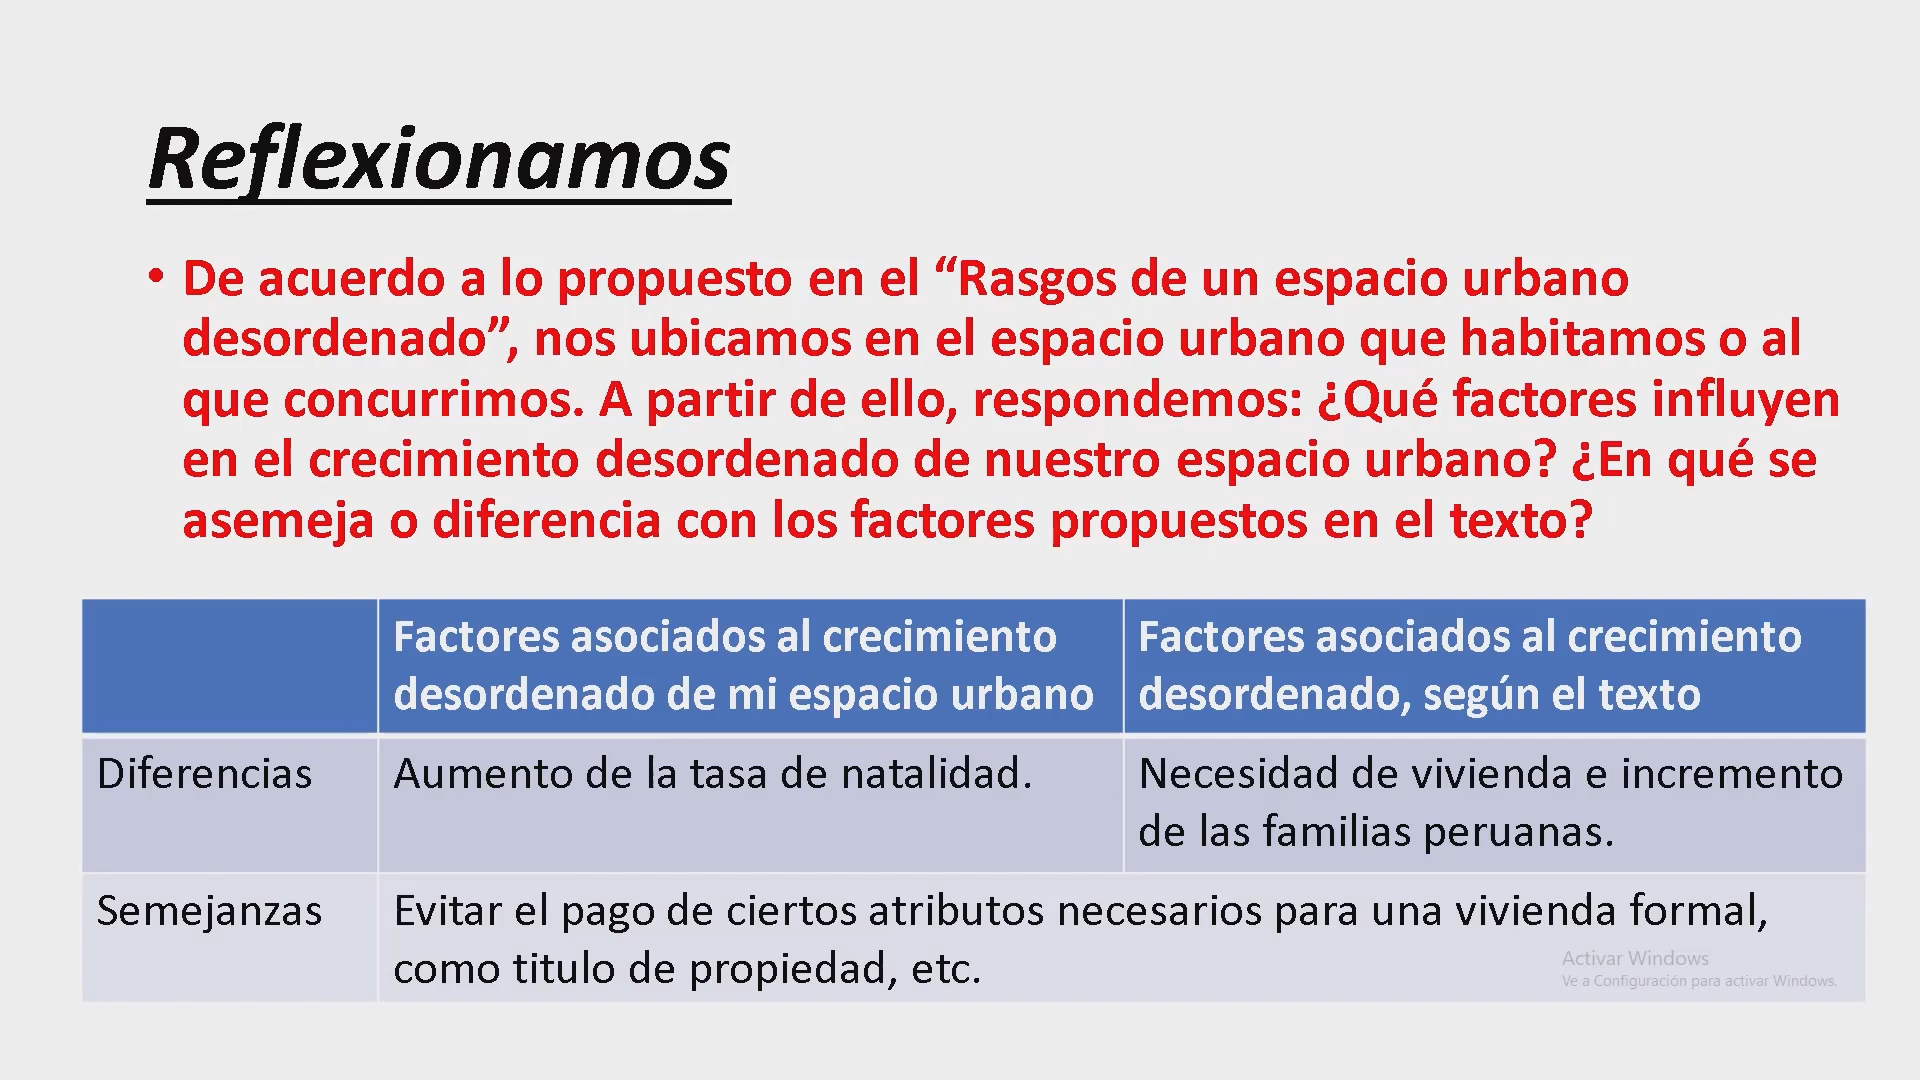 Reflexionamos
• De acuerdo a lo propuesto en el “Rasgos de un espacio urbano
desordenado”, nos ubicamos en el espacio urbano que habitamos o al
que concurrimos. A partir de ello, respondemos: ¿Qué factores influyen
en el crecimiento desordenado de nuestro espacio urbano? ¿En qué se
asemeja o diferencia con los factores propuestos en el texto?
Factores asociados al crecimiento
desordenado de mi espacio urbano
Factores asociados al crecimiento
desordenado, según el texto
Diferencias
Aumento de la tasa de natalidad.
Necesidad de vivienda e incremento
de las familias peruanas.
Semejanzas
Evitar el pago de ciertos atributos necesarios para una vivienda formal,
como titulo de propiedad, etc.
Activar Windows
Ve a Configuración para activar Windows.